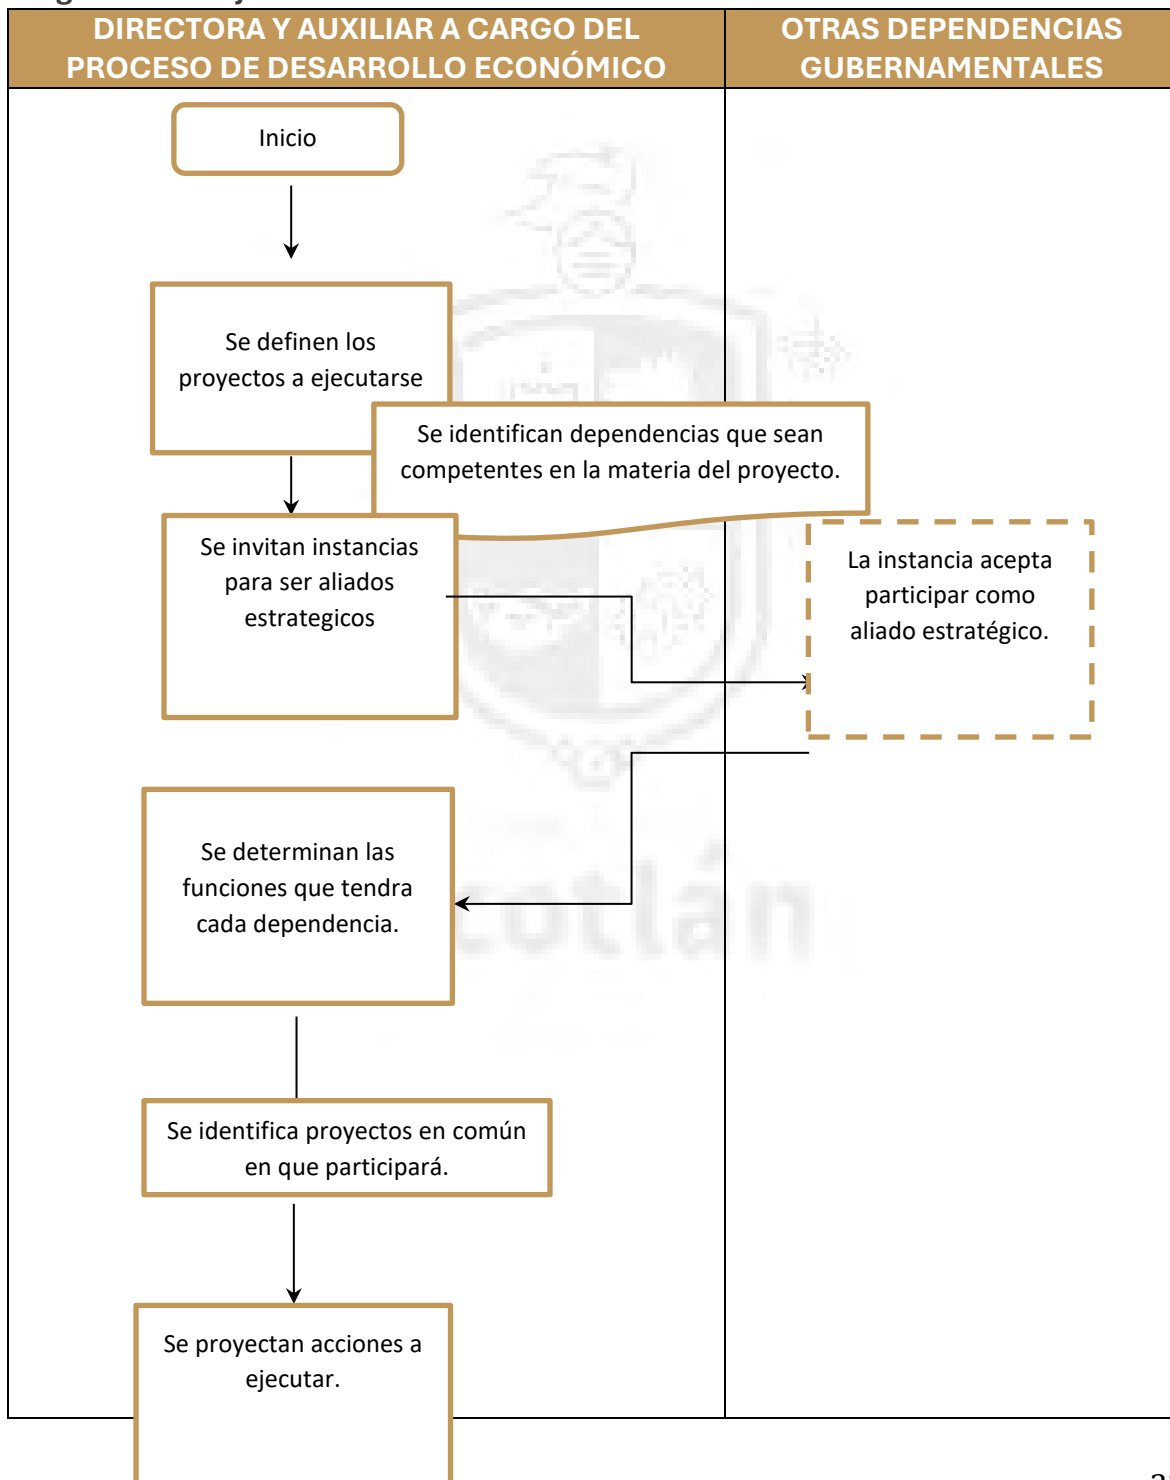 DIRECTORA Y AUXILIAR A CARGO DEL
PROCESO DE DESARROLLO ECONÓMICO
OTRAS DEPENDENCIAS
GUBERNAMENTALES
Inicio
Se definen los
proyectos a ejecutarse
Se identifican dependencias que sean
competentes en la materia del proyecto.
Se invitan instancias
para ser aliados
estrategicos
La instancia acepta
participar como
aliado estratégico.
Se determinan las
funciones que tendra
cada dependencia.
cotlán
Se identifica proyectos en común
en que participará.
Se proyectan acciones a
ejecutar.